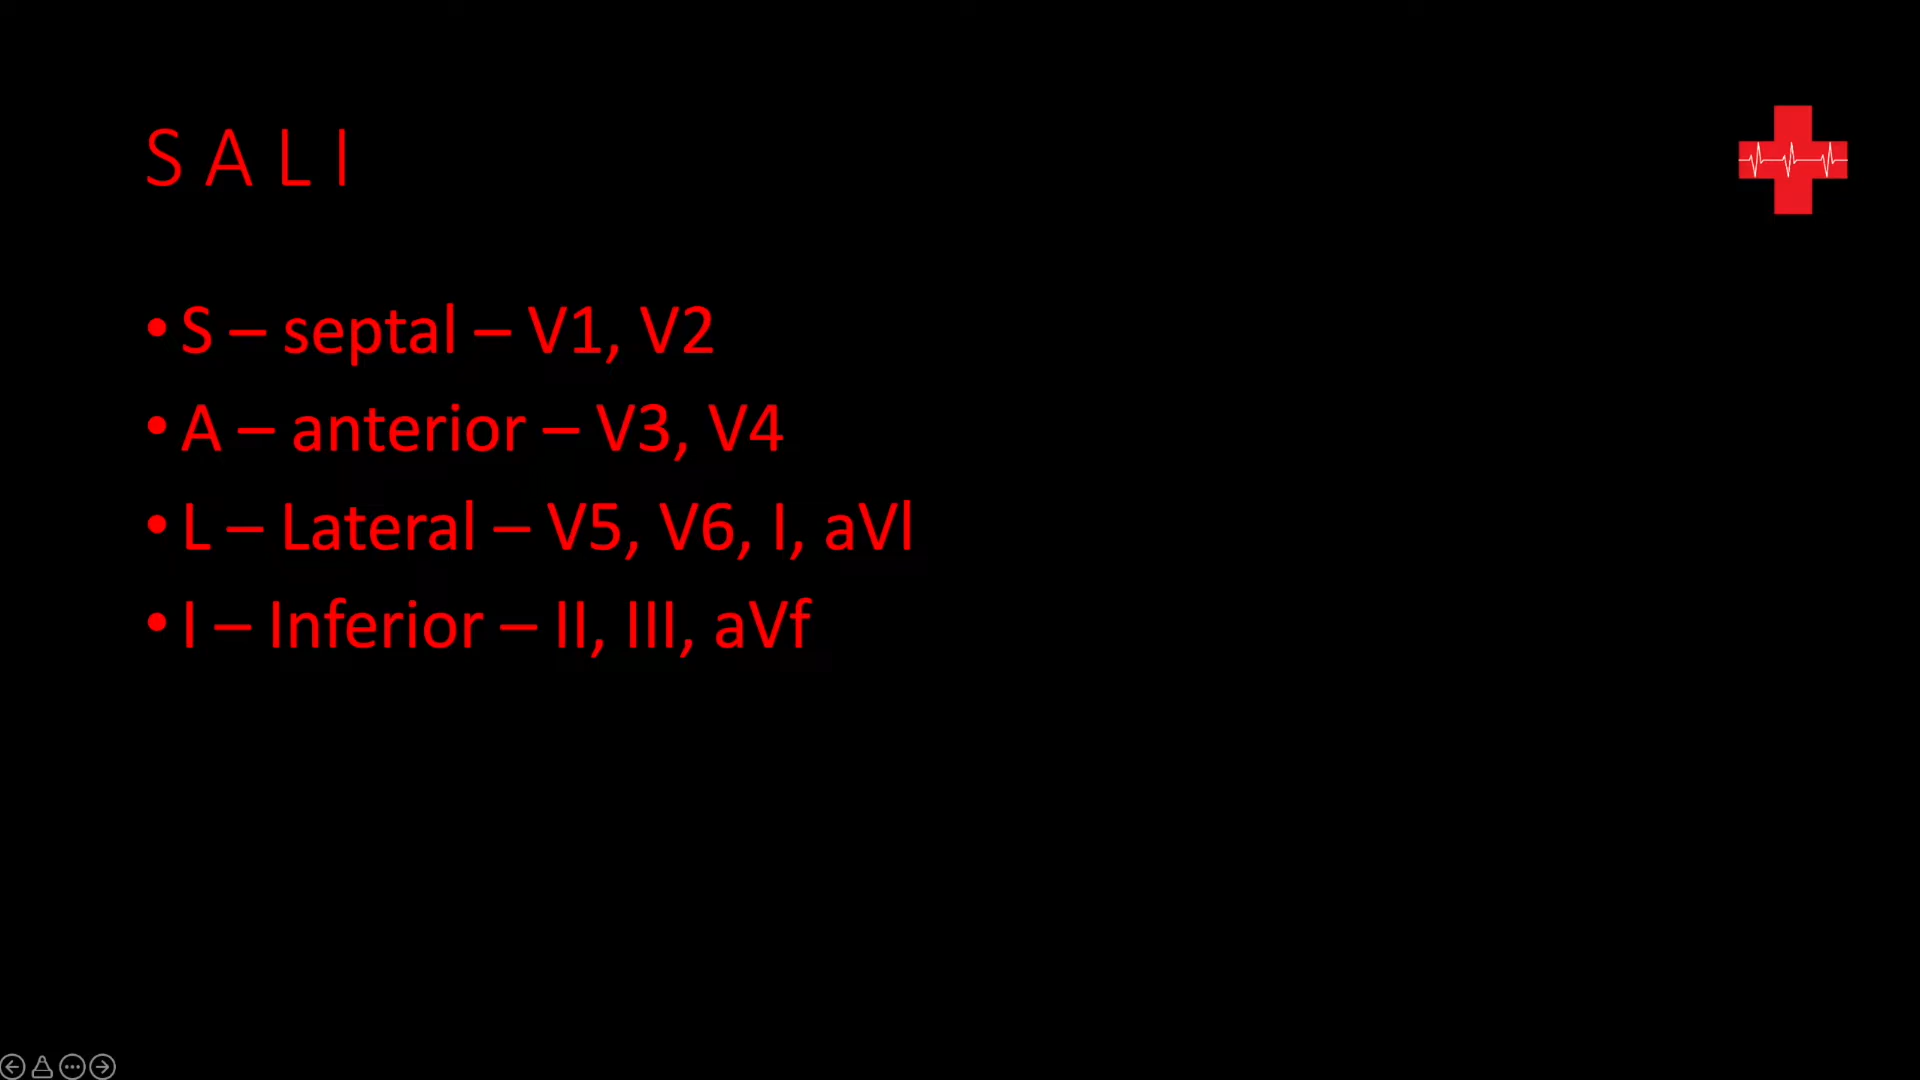 S A L I
• S – septal – V1, V2
• A – anterior – V3, V4
• L – Lateral – V5, V6, I, aVl
• I – Inferior – II, III, aVf